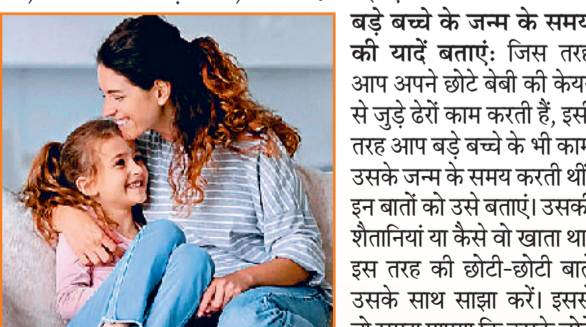 बड़े बच्चे के जन्म के समय
की यादें बताएं: जिस तरह
आप अपने छोटे बेबी की केयर
से जुड़े ढेरों काम करती हैं, इसी
तरह आप बड़े बच्चे के भी काम
उसके जन्म के समय करती थीं
इन बातों को उसे बताएं। उसकी
शैतानियां या कैसे वो खाता था
इस तरह की छोटी-छोटी बातें
उसके साथ साझा करें। इससे